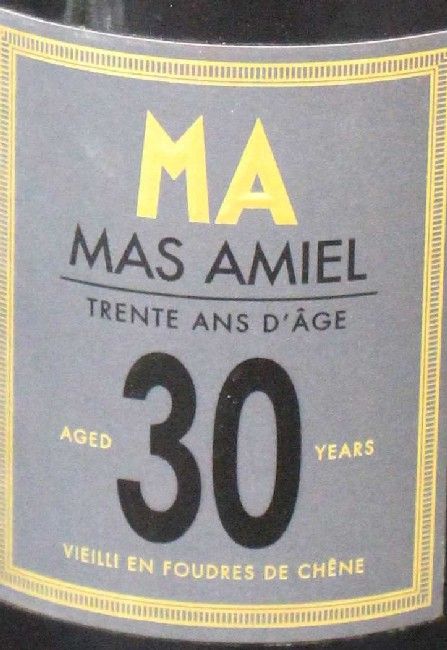 MA
MAS AMIEL
TRENTE ANS D'ÂGE
AGED 30 YEARS
VIEILLI EN FOUDRES DE CHÊNE